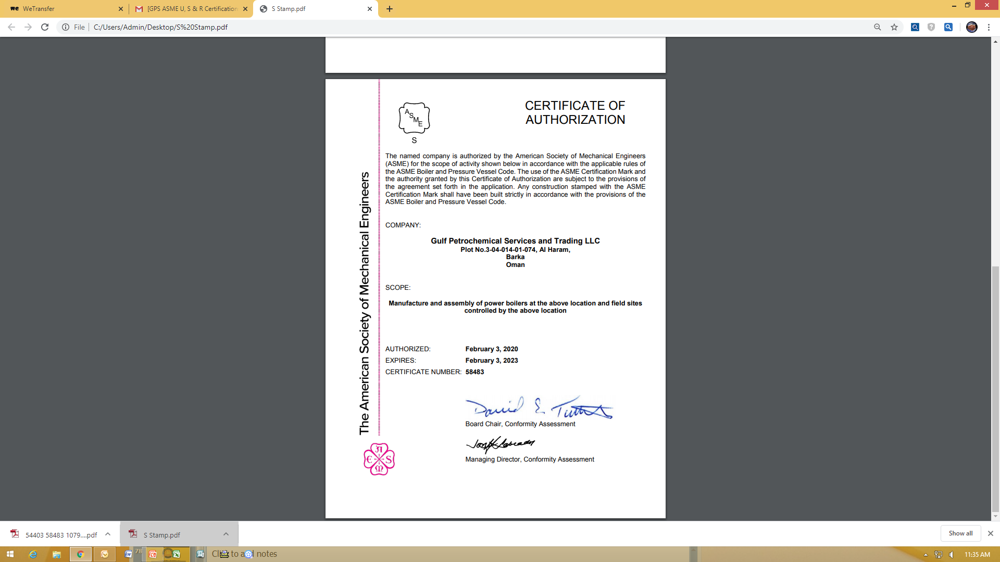 WeTransfer
[GPS ASME U, S & R Certification
S Stamp.pdf
File
C:/Users/Admin/Desktop/S%20Stamp.pdf
ASME
S
CERTIFICATE OF
AUTHORIZATION
The named company is authorized by the American Society of Mechanical Engineers
(ASME) for the scope of activity shown below in accordance with the applicable rules of
the ASME Boiler and Pressure Vessel Code. The use of the ASME Certification Mark and
the authority granted by this Certificate of Authorization are subject to the provisions of
the agreement set forth in the application. Any construction stamped with the ASME
Certification Mark shall have been built strictly in accordance with the provisions of the
ASME Boiler and Pressure Vessel Code.
The American Society of Mechanical Engineers
COMPANY:
Gulf Petrochemical Services and Trading LLC
Plot No.3-04-014-01-074, Al Haram,
Barka
Oman
SCOPE:
Manufacture and assembly of power boilers at the above location and field sites
controlled by the above location
AUTHORIZED: February 3, 2020
EXPIRES: February 3, 2023
CERTIFICATE NUMBER: 58483
David E
Board Chair, Conformity Assessment
Managing Director, Conformity Assessment
A
E S
M
54403 58483 1079....pdf
S Stamp.pdf
Show all
78
to a d notes
11:35 AM